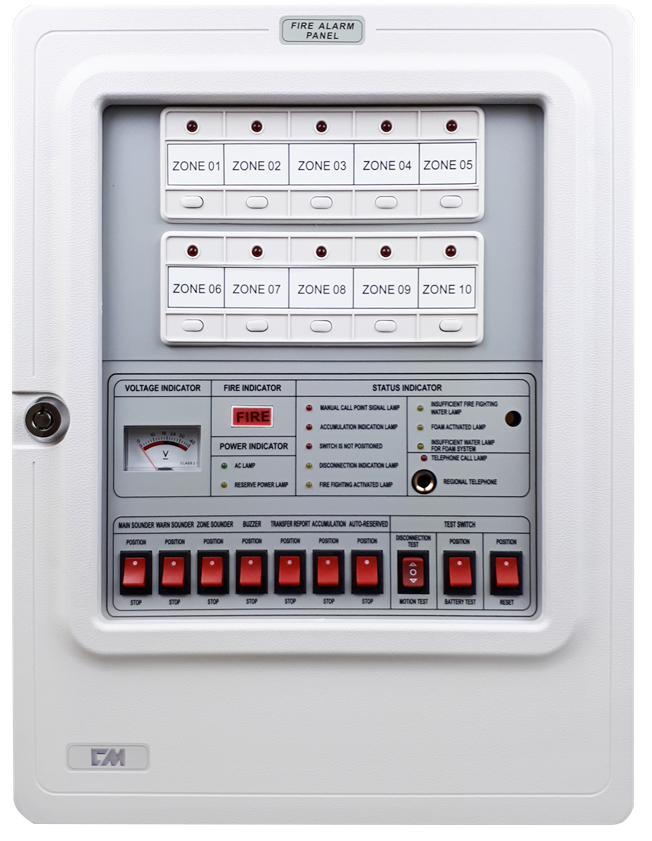 FIRE ALARM
PANEL
ZONE 01 ZONE 02 ZONE 03 ZONE 04 ZONE 05
ZONE 06 ZONE 07 ZONE 08 ZONE 09 ZONE 10
VOLTAGE INDICATOR
V
CLASS
FIRE INDICATOR
FIRE
POWER INDICATOR
AC LAMP
RESERVE POWER LAMP
STATUS INDICATOR
MANUAL CALL POINT SIGNAL LAMP
ACCUMULATION INDICATION LAMP
SWITCH IS NOT POSITIONED
DISCONNECTION INDICATION LAMP
FIRE FIGHTING ACTIVATED LAMP
INSUFFICIENT FIRE FIGHTING
WATER LAMP
FOAM ACTIVATED LAMP
INSUFFICIENT WATER LAMP
FOR FOAM SYSTEM
TELEPHONE CALL LAMP
REGIONAL TELEPHONE
MAIN SOUNDER WARN SOUNDER ZONE SOUNDER BUZZER TRANSFER REPORT ACCUMULATION AUTO-RESERVED TEST SWITCH
POSITION POSITION POSITION POSITION POSITION POSITION POSITION DISCONNECTION
TEST POSITION POSITION
STOP STOP STOP STOP STOP STOP STOP MOTION TEST BATTERY TEST RESET